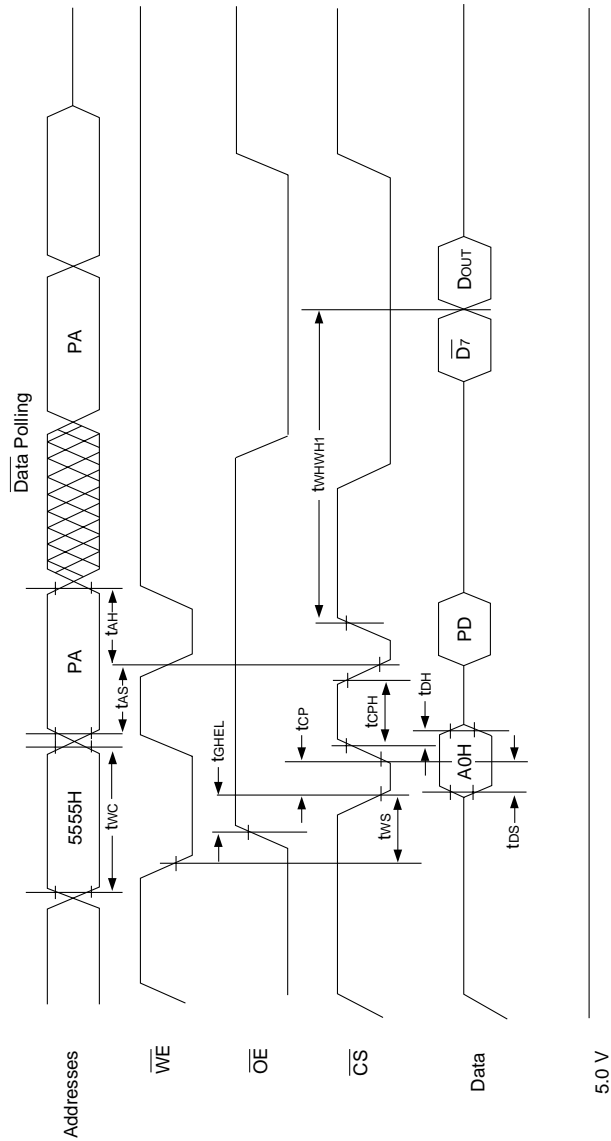 Data Polling
Addresses
5555H
PA
PA
tWC
tAS
tAH
WE
OE
tGHEL
CS
tWS
tCP
tCPH
tWHWH1
tDH
Data
A0H
PD
D7
DOUT
tDS
5.0 V